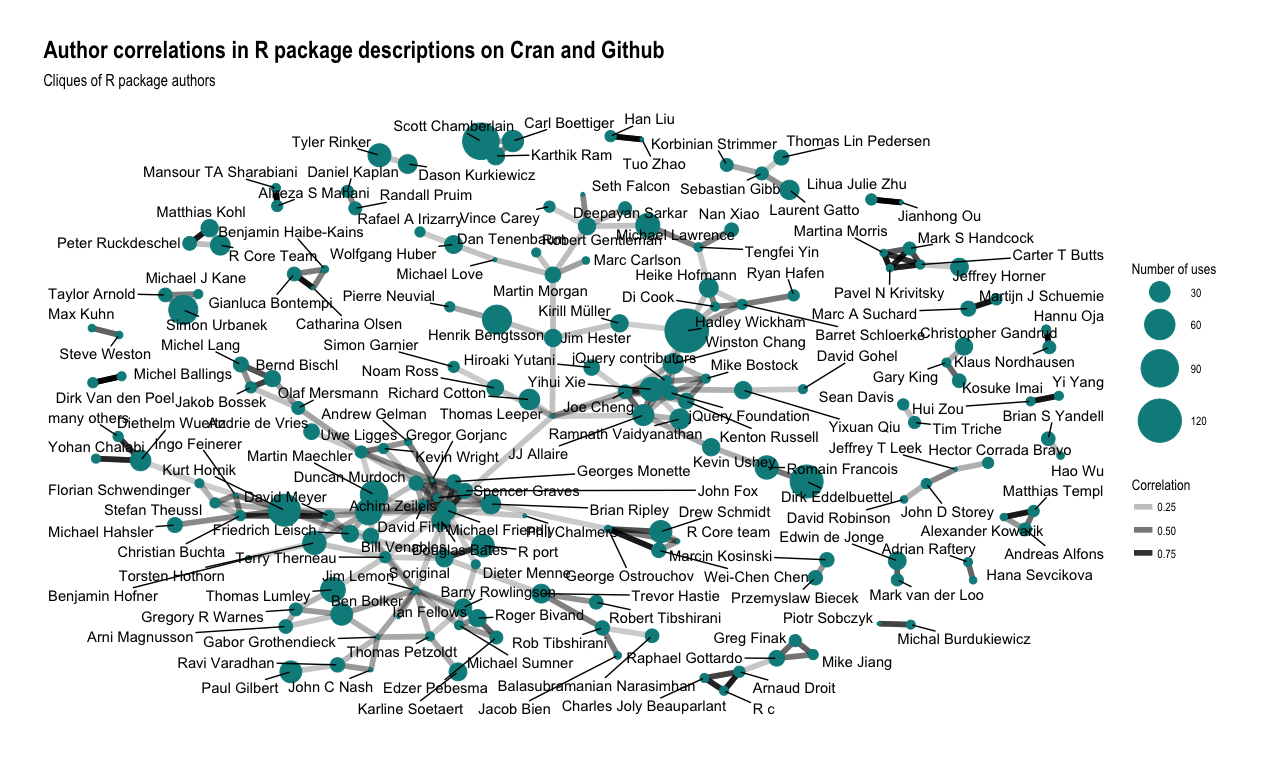 Author correlations in R package descriptions on Cran and Github
Cliques of R package authors
Han Liu
Scott Chamberlain
Carl Boettiger
Tyler Rinker
Korbinian Strimmer
Thomas Lin Pedersen
Karthik Ram
Tuo Zhao
Mansour TA Sharabiani
Daniel Kaplan
Dason Kurkiewicz
Seth Falcon
Sebastian Gibb
Lihua Julie Zhu
Alireza S Mahani
Randall Pruim
Matthias Kohl
Rafael A Irizarry
Vince Carey
Deepayan Sarkar
Nan Xiao
Laurent Gatto
Jianhong Ou
Benjamin Haibe-Kains
Michael Lawrence
Martina Morris
Mark S Handcock
Peter Ruckdeschel
R Core Team
Wolfgang Huber
Dan Tenenbaum
Robert Gentleman
Tengfei Yin
Carter T Butts
Marc Carlson
Michael J Kane
Michael Love
Heike Hofmann
Ryan Hafen
Jeffrey Horner
Taylor Arnold
Gianluca Bontempi
Pierre Neuvial
Martin Morgan
Di Cook
Pavel N Krivitsky
Martijn J Schuemie
Max Kuhn
Simon Urbanek
Catharina Olsen
Henrik Bengtsson
Kirill Müller
Hadley Wickham
Marc A Suchard
Hannu Oja
Michel Lang
Simon Garnier
Jim Hester
Barret Schloerke
Christopher Gandrud
Steve Weston
Bernd Bischl
Hiroaki Yutani
jQuery contributors
Winston Chang
David Gohel
Klaus Nordhausen
Michel Ballings
Noam Ross
Mike Bostock
Gary King
Dirk Van den Poel
Jakob Bossek
Olaf Mersmann
Richard Cotton
Yihui Xie
Sean Davis
Kosuke Imai
Yi Yang
many others
Diethelm Wuertz
Andrie de Vries
Andrew Gelman
Thomas Leeper
Joe Cheng
jQuery Foundation
Hui Zou
Brian S Yandell
Yohan Chalabi
Ingo Feinerer
Uwe Ligges
Gregor Gorjanc
Ramnath Vaidyanathan
Kenton Russell
Yixuan Qiu
Tim Triche
Kurt Hornik
Martin Maechler
Kevin Wright
JJ Allaire
Kevin Ushey
Romain Francois
Jeffrey T Leek
Hector Corrada Bravo
Hao Wu
Florian Schwendinger
Duncan Murdoch
Georges Monette
Matthias Templ
David Meyer
Spencer Graves
John Fox
Dirk Eddelbuettel
Stefan Theussl
Achim Zeileis
Brian Ripley
Drew Schmidt
David Robinson
John D Storey
Michael Hahsler
Friedrich Leisch
David Firth
Michael Friendly
Phil Chalmers
R Core team
Edwin de Jonge
Alexander Kowarik
Christian Buchta
Bill Venables
Douglas Bates
R port
Marcin Kosinski
Adrian Raftery
Andreas Alfons
Torsten Hothorn
Terry Therneau
S original
Dieter Menne
George Ostrouchov
Wei-Chen Chen
Hana Sevcikova
Benjamin Hofner
Thomas Lumley
Jim Lemon
Barry Rowlingson
Trevor Hastie
Przemyslaw Biecek
Mark van der Loo
Gregory R Warnes
Ben Bolker
Ian Fellows
Roger Bivand
Robert Tibshirani
Piotr Sobczyk
Arni Magnusson
Gabor Grothendieck
Rob Tibshirani
Greg Finak
Michal Burdukiewicz
Ravi Varadhan
Thomas Petzoldt
Michael Sumner
Raphael Gottardo
Mike Jiang
Paul Gilbert
John C Nash
Edzer Pebesma
Balasubramanian Narasimhan
Arnaud Droit
Karline Soetaert
Jacob Bien
Charles Joly Beauparlant
R c
Number of uses
30
60
90
120
Correlation
0.25
0.50
0.75